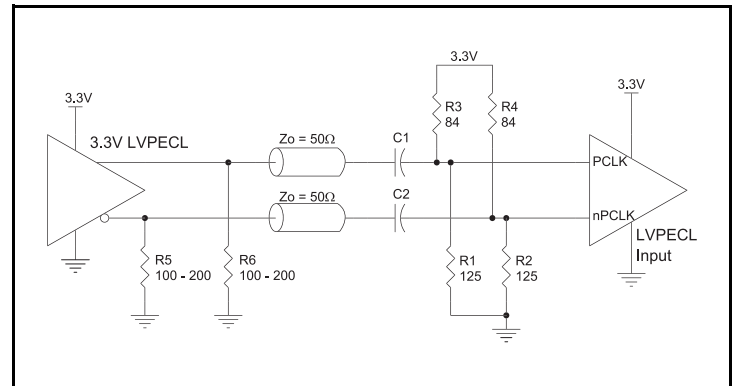 3.3V
3.3V
3.3V
R3
84
R4
84
3.3V LVPECL
Zo = 50Ω
C1
PCLK
Zo = 50Ω
C2
nPCLK
LVPECL
Input
R5
100 - 200
R6
100 - 200
R1
125
R2
125